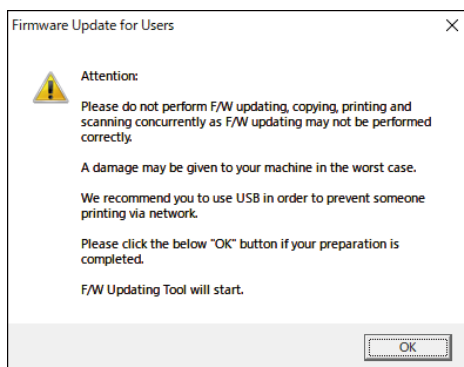 Firmware Update for Users
Attention:
Please do not perform F/W updating, copying, printing and
scanning concurrently as F/W updating may not be performed
correctly.
A damage may be given to your machine in the worst case.
We recommend you to use USB in order to prevent someone
printing via network.
Please click the below "OK" button if your preparation is
completed.
F/W Updating Tool will start.
OK